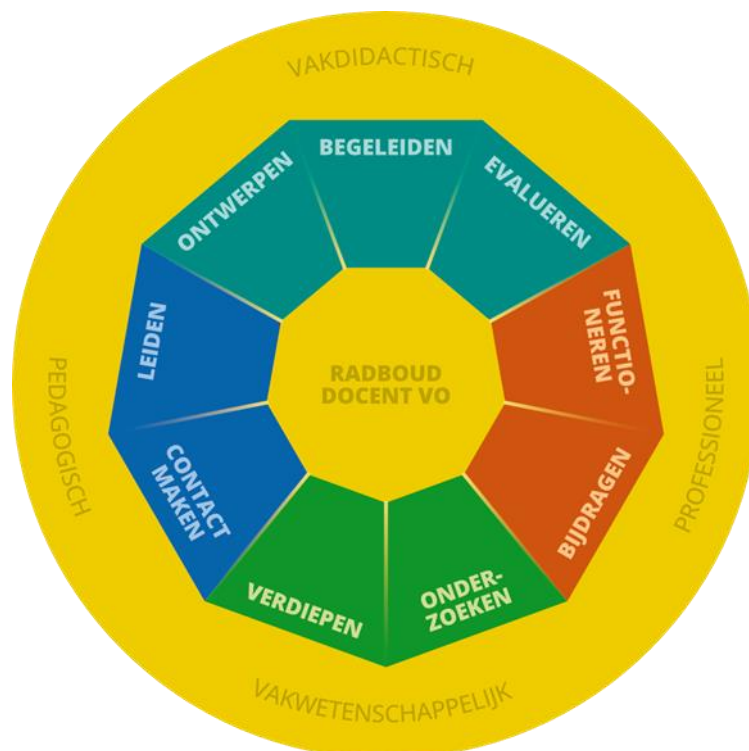 VAKDIDACTISCH
BEGELEIDEN
ONTWERPEN
EVALUEREN
LEIDEN
FUNCTIO-
NEREN
RADBOUD
DOCENT VO
PEDAGOGISCH
PROFESSIONEEL
CONTACT
MAKEN
BIJDRAGEN
VERDIEPEN
ONDER-
ZOEKEN
VAKWETENSCHAPPELIJK